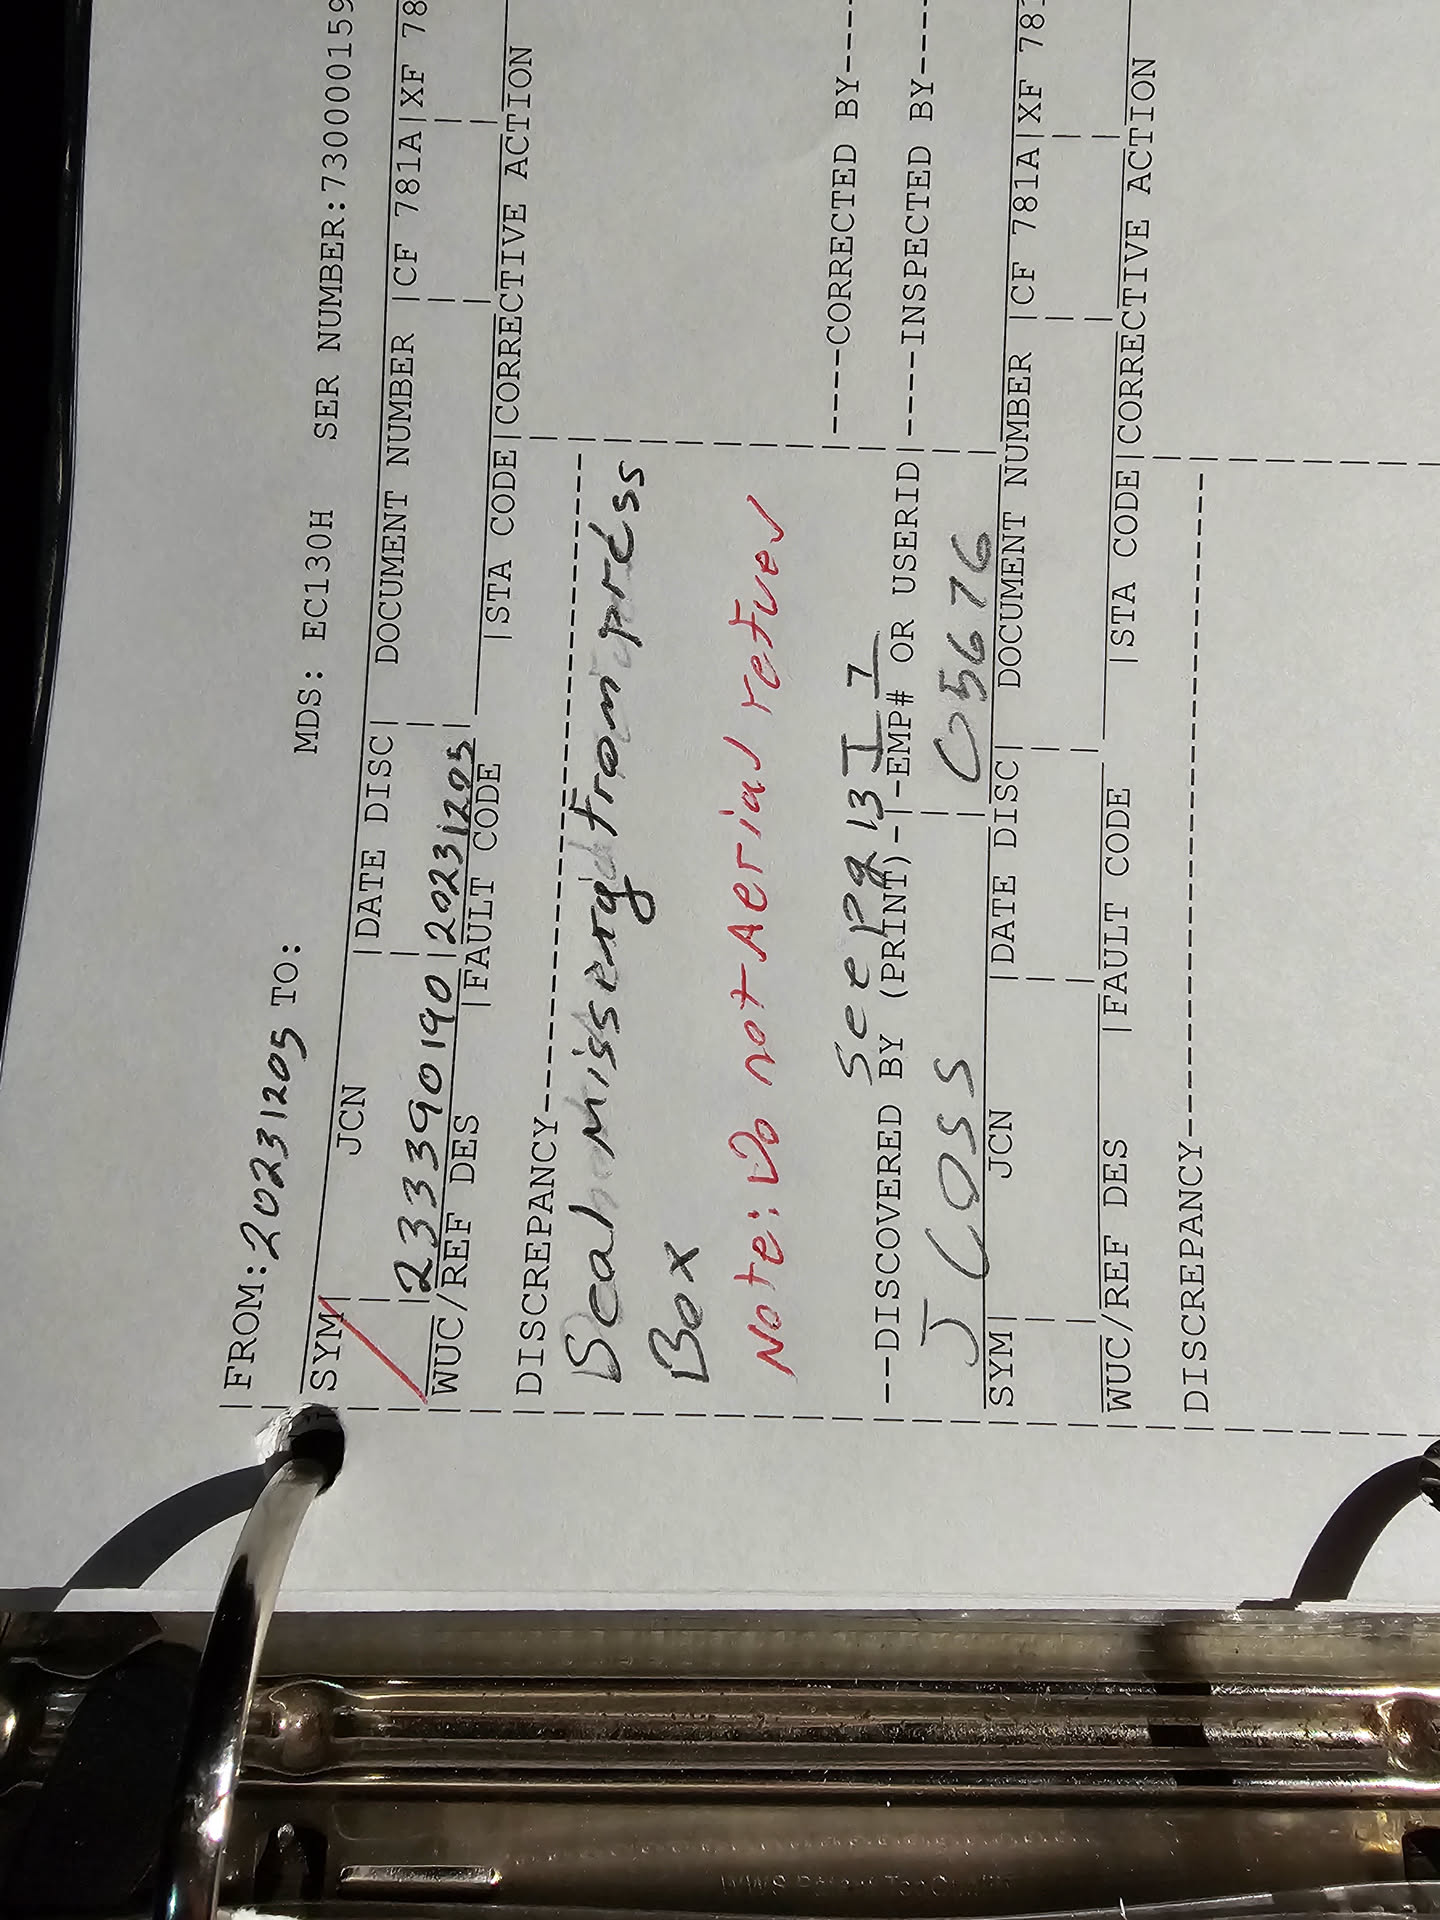 FROM: 20231205 TO:
MDS: EC130H SER NUMBER:730000159
SYM JCN |DATE DISC| DOCUMENT NUMBER |CF 781A|XF 78
233390190 |20231205
WUC/REF DES |FAULT CODE |STA CODE|CORRECTIVE ACTION
DISCREPANCY
Seal Missing From press
Box
Note: Do not Aerial refuel
See pg 13 I 7
--DISCOVERED BY (PRINT)-|-EMP# OR USERID|-----CORRECTED BY----
J Coss 05676 -----INSPECTED BY----
SYM| JCN |DATE DISC| DOCUMENT NUMBER |CF 781A|XF 781
WUC/REF DES |FAULT CODE |STA CODE|CORRECTIVE ACTION
DISCREPANCY